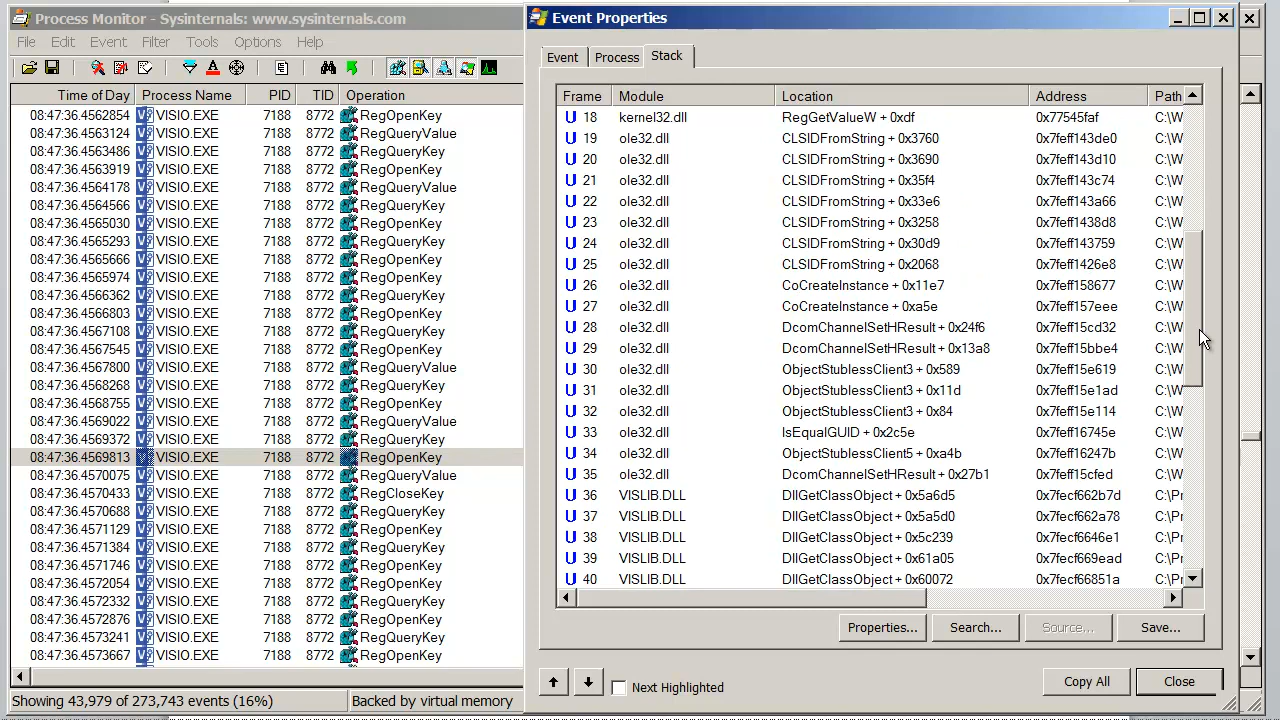 Process Monitor - Sysinternals: www.sysinternals.com
File Edit Event Filter Tools Options Help
Time of Day Process Name PID TID Operation
08:47:36.4562854 VISIO.EXE 7188 8772 RegOpenKey
08:47:36.4563124 VISIO.EXE 7188 8772 RegQueryValue
08:47:36.4563486 VISIO.EXE 7188 8772 RegQueryKey
08:47:36.4563919 VISIO.EXE 7188 8772 RegOpenKey
08:47:36.4564178 VISIO.EXE 7188 8772 RegQueryValue
08:47:36.4564566 VISIO.EXE 7188 8772 RegQueryKey
08:47:36.4565030 VISIO.EXE 7188 8772 RegOpenKey
08:47:36.4565293 VISIO.EXE 7188 8772 RegQueryKey
08:47:36.4565666 VISIO.EXE 7188 8772 RegOpenKey
08:47:36.4565974 VISIO.EXE 7188 8772 RegOpenKey
08:47:36.4566362 VISIO.EXE 7188 8772 RegQueryKey
08:47:36.4566803 VISIO.EXE 7188 8772 RegOpenKey
08:47:36.4567108 VISIO.EXE 7188 8772 RegQueryKey
08:47:36.4567545 VISIO.EXE 7188 8772 RegOpenKey
08:47:36.4567800 VISIO.EXE 7188 8772 RegQueryValue
08:47:36.4568268 VISIO.EXE 7188 8772 RegQueryKey
08:47:36.4568755 VISIO.EXE 7188 8772 RegOpenKey
08:47:36.4569022 VISIO.EXE 7188 8772 RegQueryValue
08:47:36.4569372 VISIO.EXE 7188 8772 RegQueryKey
08:47:36.4569813 VISIO.EXE 7188 8772 RegOpenKey
08:47:36.4570075 VISIO.EXE 7188 8772 RegQueryValue
08:47:36.4570433 VISIO.EXE 7188 8772 RegCloseKey
08:47:36.4570688 VISIO.EXE 7188 8772 RegQueryKey
08:47:36.4571129 VISIO.EXE 7188 8772 RegOpenKey
08:47:36.4571384 VISIO.EXE 7188 8772 RegQueryKey
08:47:36.4571746 VISIO.EXE 7188 8772 RegOpenKey
08:47:36.4572054 VISIO.EXE 7188 8772 RegOpenKey
08:47:36.4572332 VISIO.EXE 7188 8772 RegQueryKey
08:47:36.4572876 VISIO.EXE 7188 8772 RegOpenKey
08:47:36.4573241 VISIO.EXE 7188 8772 RegQueryKey
08:47:36.4573667 VISIO.EXE 7188 8772 RegOpenKey
Showing 43,979 of 273,743 events (16%) Backed by virtual memory
Event Properties
Event Process Stack
Frame Module Location Address Path
U 18 kernel32.dll RegGetValueW + 0xdf 0x77545faf C:\W
U 19 ole32.dll CLSIDFromString + 0x3760 0x7feff143de0 C:\W
U 20 ole32.dll CLSIDFromString + 0x3690 0x7feff143d10 C:\W
U 21 ole32.dll CLSIDFromString + 0x35f4 0x7feff143c74 C:\W
U 22 ole32.dll CLSIDFromString + 0x33e6 0x7feff143a66 C:\W
U 23 ole32.dll CLSIDFromString + 0x3258 0x7feff1438d8 C:\W
U 24 ole32.dll CLSIDFromString + 0x30d9 0x7feff143759 C:\W
U 25 ole32.dll CLSIDFromString + 0x2068 0x7feff1426e8 C:\W
U 26 ole32.dll CoCreateInstance + 0x11e7 0x7feff158677 C:\W
U 27 ole32.dll CoCreateInstance + 0xa5e 0x7feff157eee C:\W
U 28 ole32.dll DcomChannelSetHResult + 0x24f6 0x7feff15cd32 C:\W
U 29 ole32.dll DcomChannelSetHResult + 0x13a8 0x7feff15bbe4 C:\W
U 30 ole32.dll ObjectStublessClient3 + 0x589 0x7feff15e619 C:\W
U 31 ole32.dll ObjectStublessClient3 + 0x11d 0x7feff15e1ad C:\W
U 32 ole32.dll ObjectStublessClient3 + 0x84 0x7feff15e114 C:\W
U 33 ole32.dll IsEqualGUID + 0x2c5e 0x7feff16745e C:\W
U 34 ole32.dll ObjectStublessClient5 + 0xa4b 0x7feff16247b C:\W
U 35 ole32.dll DcomChannelSetHResult + 0x27b1 0x7feff15cfed C:\W
U 36 VISLIB.DLL DllGetClassObject + 0x5a6d5 0x7fecf662b7d C:\Pr
U 37 VISLIB.DLL DllGetClassObject + 0x5a5d0 0x7fecf662a78 C:\Pr
U 38 VISLIB.DLL DllGetClassObject + 0x5c239 0x7fecf6646e1 C:\Pr
U 39 VISLIB.DLL DllGetClassObject + 0x61a05 0x7fecf669ead C:\Pr
U 40 VISLIB.DLL DllGetClassObject + 0x60072 0x7fecf66851a C:\Pr
Properties... Search... Source... Save...
Next Highlighted Copy All Close